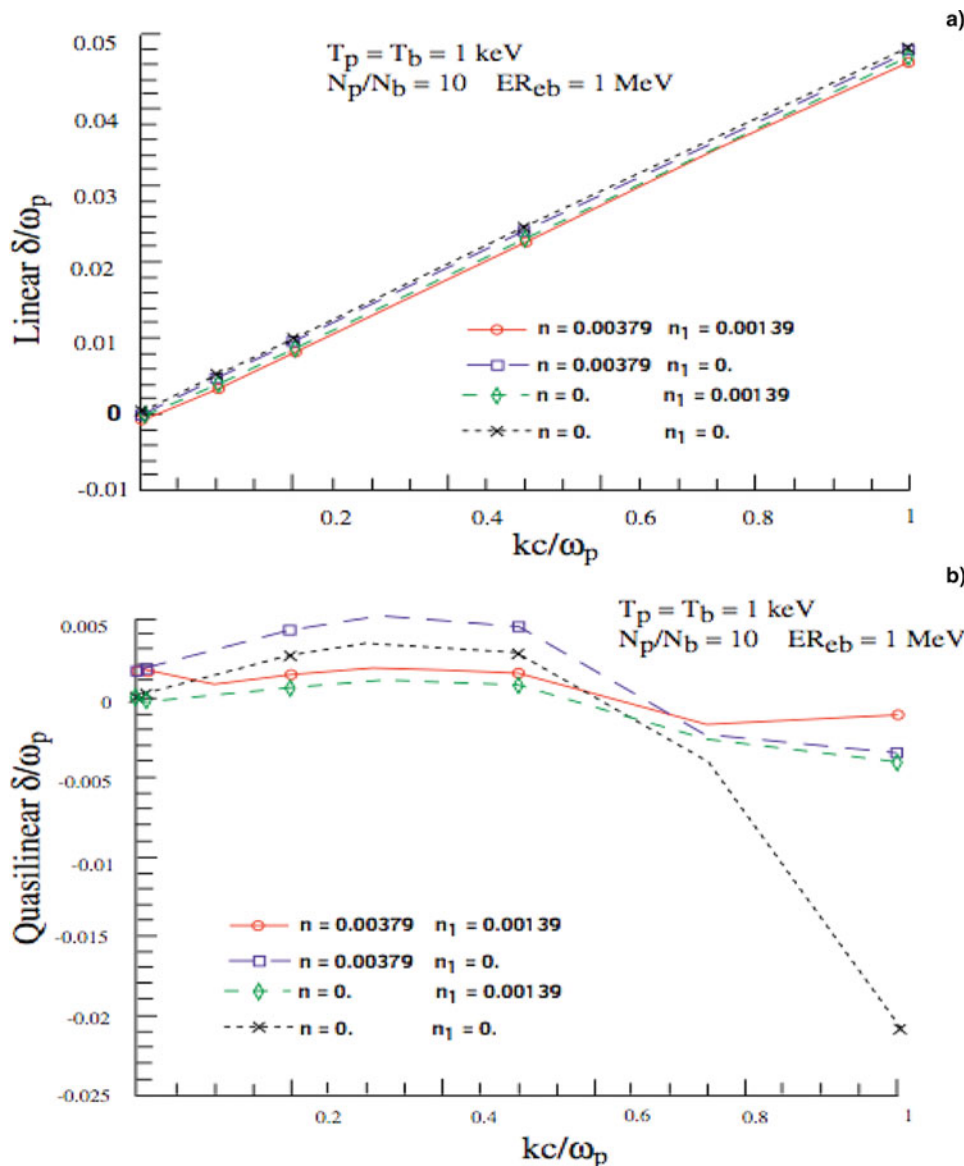 a)
0.05
T_p = T_b = 1 keV
N_p/N_b = 10 ER_eb = 1 MeV
0.04
0.03
Linear δ/ω_p
0.02
n = 0.00379 n_1 = 0.00139
0.01
n = 0.00379 n_1 = 0.
n = 0. n_1 = 0.00139
0
n = 0. n_1 = 0.
-0.01
0.2 0.4 0.6 0.8 1
kc/ω_p
b)
T_p = T_b = 1 keV
0.005
N_p/N_b = 10 ER_eb = 1 MeV
0
-0.005
Quasilinear δ/ω_p
-0.01
n = 0.00379 n_1 = 0.00139
-0.015
n = 0.00379 n_1 = 0.
n = 0. n_1 = 0.00139
-0.02
n = 0. n_1 = 0.
-0.025
0.2 0.4 0.6 0.8 1
kc/ω_p